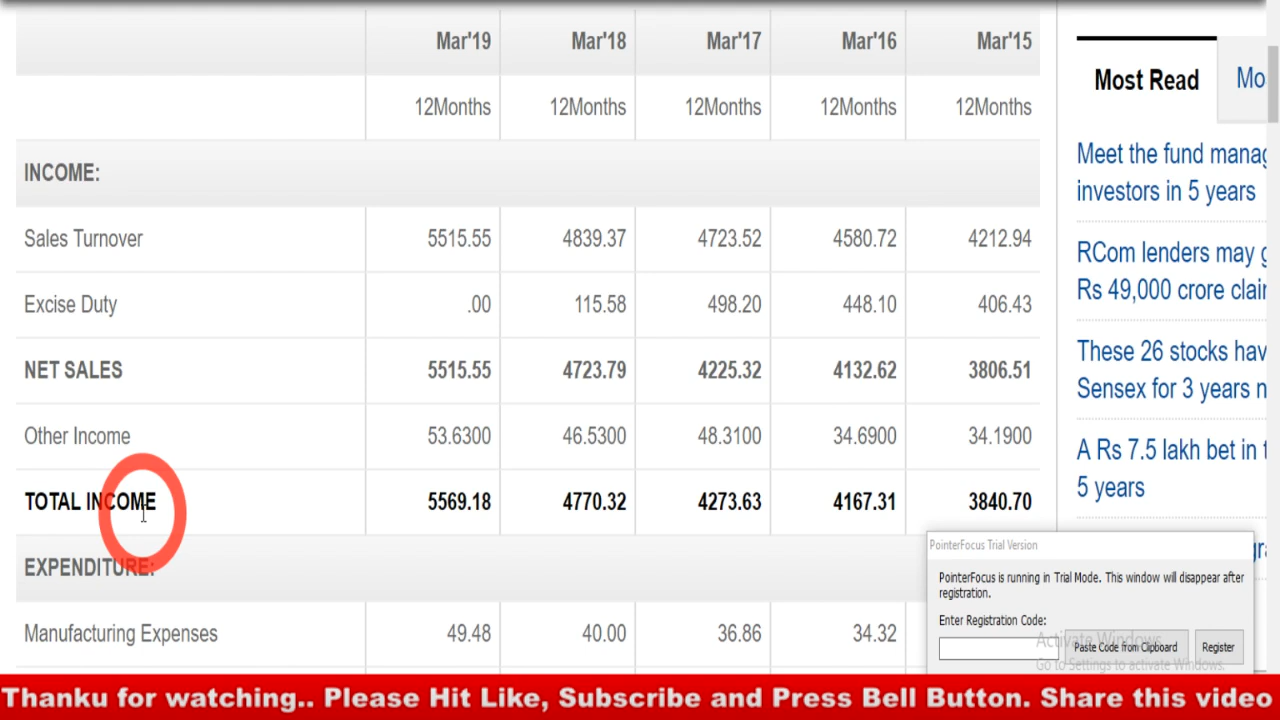 Mar'19 Mar'18 Mar'17 Mar'16 Mar'15
12Months 12Months 12Months 12Months 12Months
INCOME:
Sales Turnover 5515.55 4839.37 4723.52 4580.72 4212.94
Excise Duty .00 115.58 498.20 448.10 406.43
NET SALES 5515.55 4723.79 4225.32 4132.62 3806.51
Other Income 53.6300 46.5300 48.3100 34.6900 34.1900
TOTAL INCOME 5569.18 4770.32 4273.63 4167.31 3840.70
EXPENDITURE:
Manufacturing Expenses 49.48 40.00 36.86 34.32
Most Read Mo
Meet the fund manag
investors in 5 years
RCom lenders may g
Rs 49,000 crore clai
These 26 stocks hav
Sensex for 3 years n
A Rs 7.5 lakh bet in t
5 years
PointerFocus Trial Version
PointerFocus is running in Trial Mode. This window will disappear after
registration.
Enter Registration Code:
Paste Code from Clipboard Register
Activate Windows
Go to Settings to activate Windows.
Thanku for watching.. Please Hit Like, Subscribe and Press Bell Button. Share this video